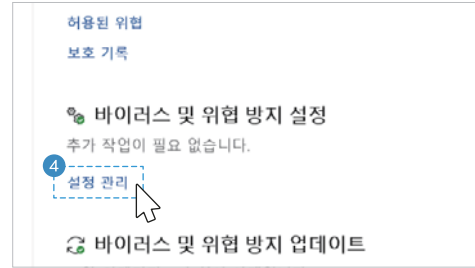 허용된 위협
보호 기록
바이러스 및 위협 방지 설정
추가 작업이 필요 없습니다.
4
설정 관리
바이러스 및 위협 방지 업데이트